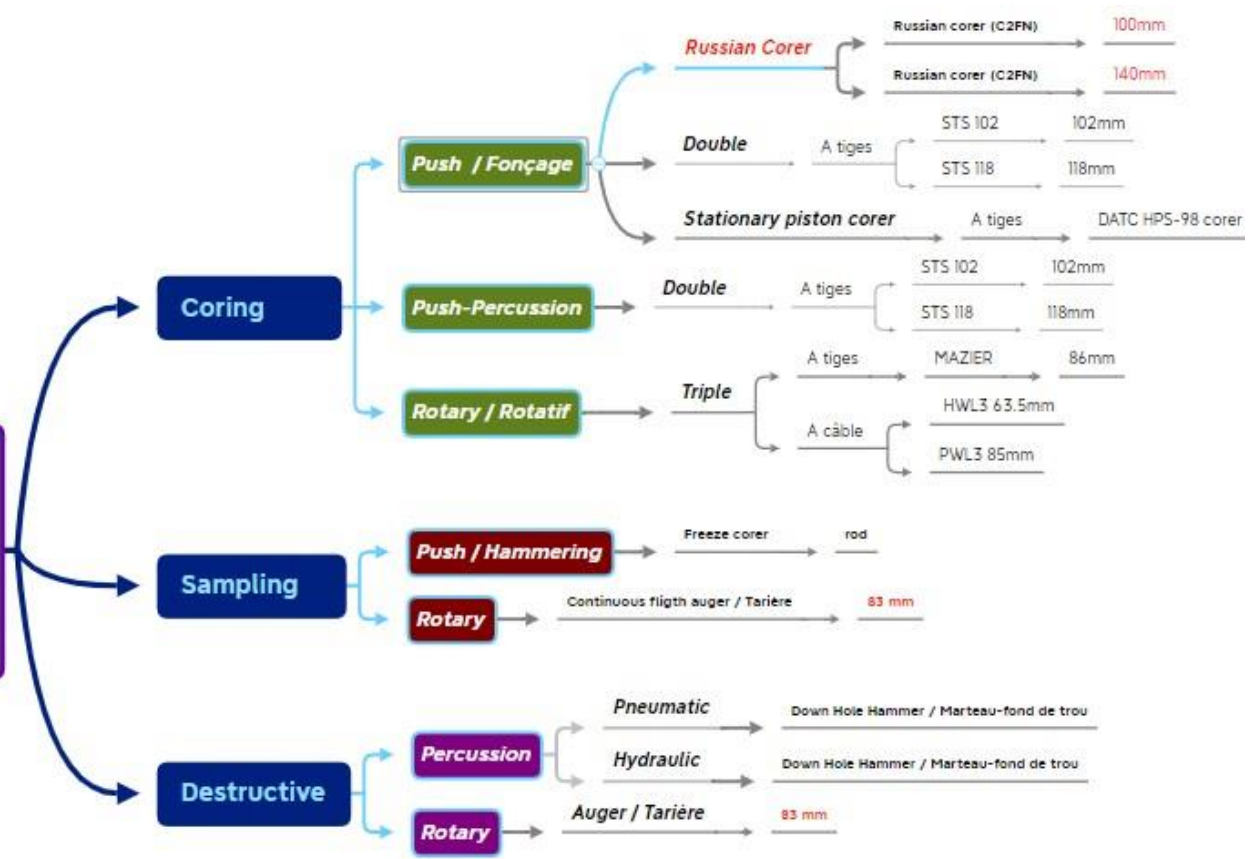 Russian corer (C2FN)
100mm
Russian Corer
Russian corer (C2FN)
140mm
STS 102
102mm
Double
A tiges
STS 118
118mm
Push / Fonçage
Stationary piston corer
A tiges
DATC HPS-98 corer
Coring
STS 102
102mm
Push-Percussion
Double
A tiges
STS 118
118mm
A tiges
MAZIER
86mm
Rotary / Rotatif
Triple
HWL3 63.5mm
A câble
PWL3 85mm
Sampling
Push / Hammering
Freeze corer
rod
Rotary
Continuous fligth auger / Tarière
83 mm
Pneumatic
Down Hole Hammer / Marteau-fond de trou
Percussion
Hydraulic
Down Hole Hammer / Marteau-fond de trou
Destructive
Rotary
Auger / Tarière
83 mm